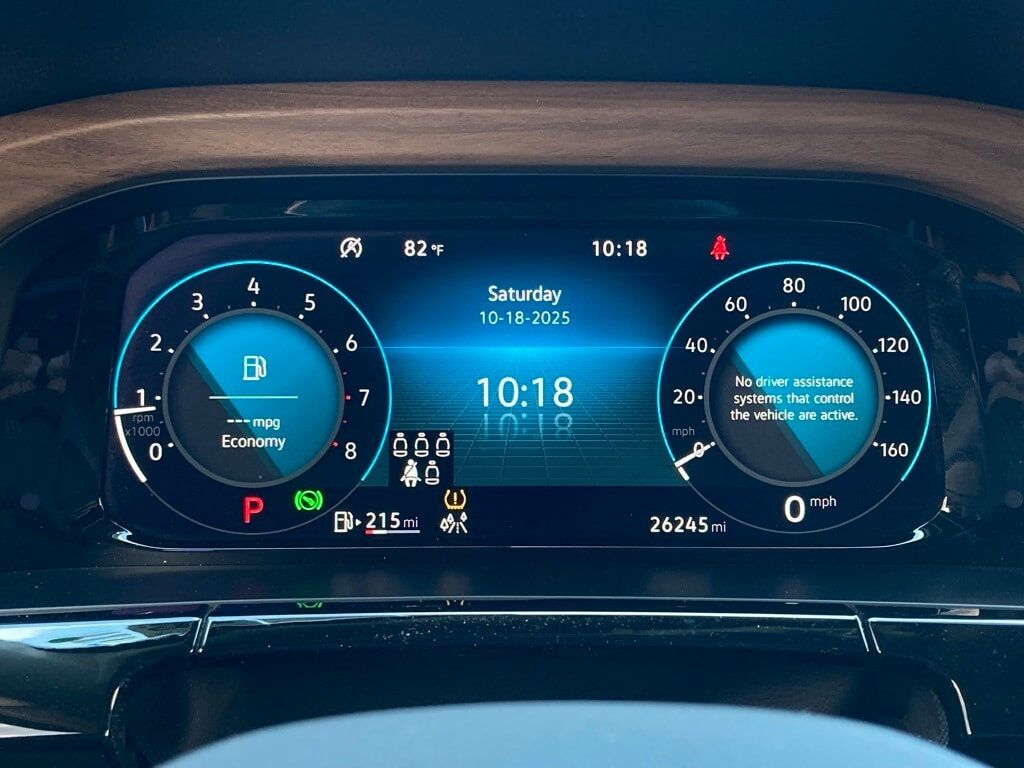 82 °F
10:18
Saturday
10-18-2025
10:18
0
1
2
3
4
5
6
7
8
rpm
x1000
--- mpg
Economy
0
20
40
60
80
100
120
140
160
mph
No driver assistance
systems that control
the vehicle are active.
P
215 mi
26245 mi
0 mph